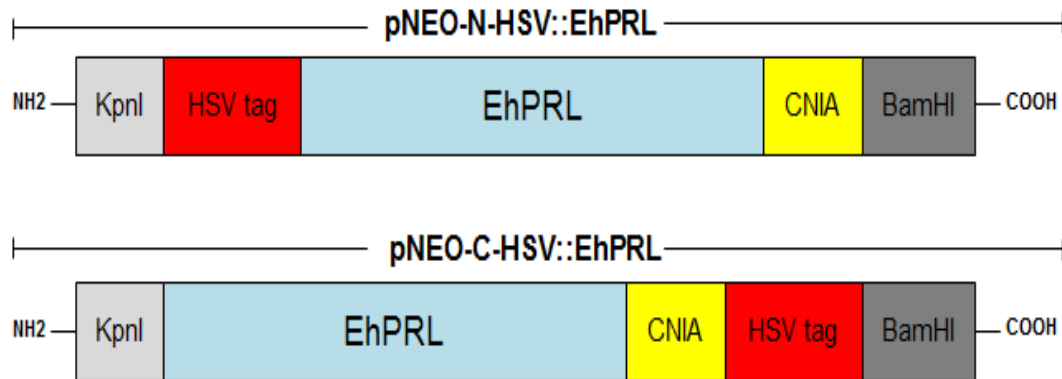 pNEO-N-HSV::EhPRL
NH2 KpnI HSV tag EhPRL CNIA BamHI COOH
pNEO-C-HSV::EhPRL
NH2 KpnI EhPRL CNIA HSV tag BamHI COOH